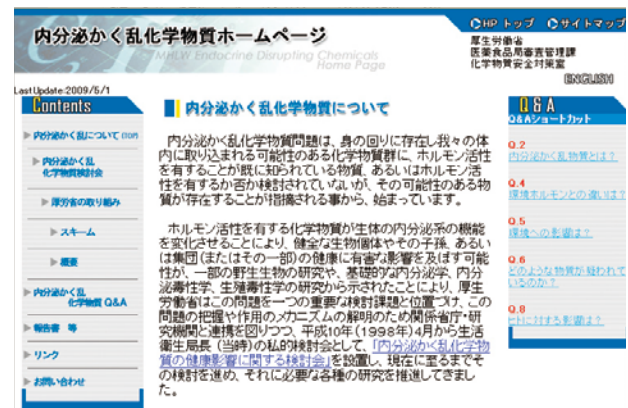 内分泌かく乱化学物質ホームページ
MHLW Endocrine Disrupting Chemicals
Home Page
HP トップ サイトマップ
厚生労働省
医薬食品局審査管理課
化学物質安全対策室
ENGLISH
Last Update:2009/5/1
Contents
内分泌かく乱について (TOP)
内分泌かく乱
化学物質検討会
厚労省の取り組み
スキーム
概要
内分泌かく乱
化学物質 Q&A
報告書 等
リンク
お問い合わせ
内分泌かく乱化学物質について
内分泌かく乱化学物質問題は、身の回りに存在し我々の体
内に取り込まれる可能性のある化学物質群に、ホルモン活性
を有することが既に知られている物質、あるいはホルモン活
性を有するか否か検討されていないが、その可能性のある物
質が存在することが指摘される事から、始まっています。
ホルモン活性を有する化学物質が生体の内分泌系の機能
を変化させることにより、健全な生物個体やその子孫、あるい
は集団(またはその一部)の健康に有害な影響を及ぼす可能
性が、一部の野生生物の研究や、基礎的な内分泌学、内分
泌毒性学、生殖毒性学の研究から示されたことにより、厚生
労働省はこの問題を一つの重要な検討課題と位置づけ、この
問題の把握や作用のメカニズムの解明のため関係省庁・研
究機関と連携を図りつつ、平成10年(1998年)4月から生活
衛生局長(当時)の私的検討会として、「内分泌かく乱化学物
質の健康影響に関する検討会」を設置し、現在に至るまでそ
の検討を進め、それに必要な各種の研究を推進してきまし
た。
Q & A
Q&Aショートカット
Q.2
内分泌かく乱物質とは?
Q.4
環境ホルモンとの違いは?
Q.5
環境への影響は?
Q.6
どのような物質が疑われて
いるのか?
Q.8
ヒトに対する影響は?